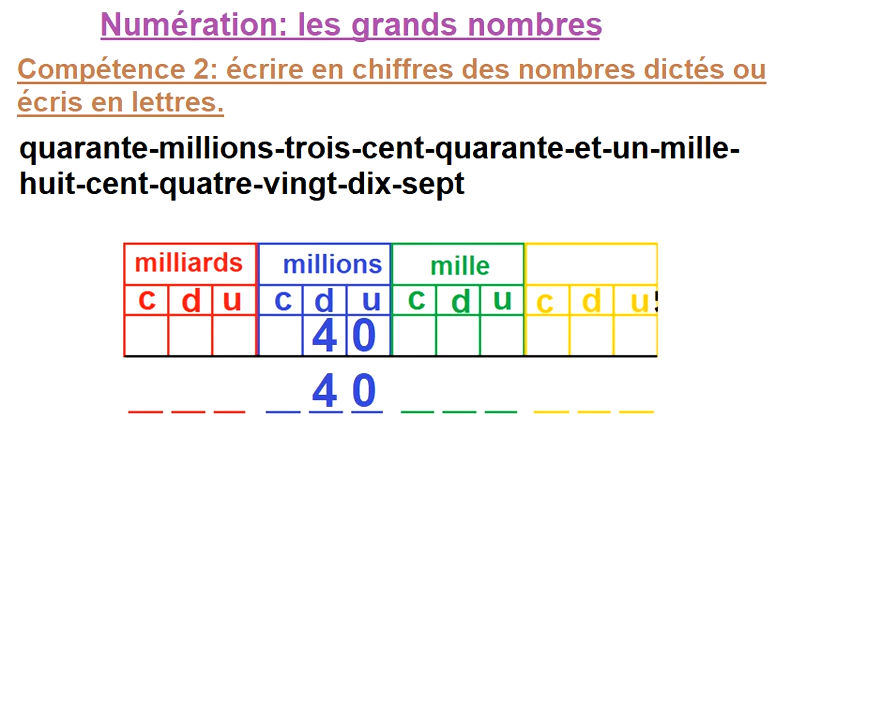 Numération: les grands nombres
Compétence 2: écrire en chiffres des nombres dictés ou
écris en lettres.
quarante-millions-trois-cent-quarante-et-un-mille-
huit-cent-quatre-vingt-dix-sept
milliards millions mille
c d u c d u c d u c d u
4 0
4 0